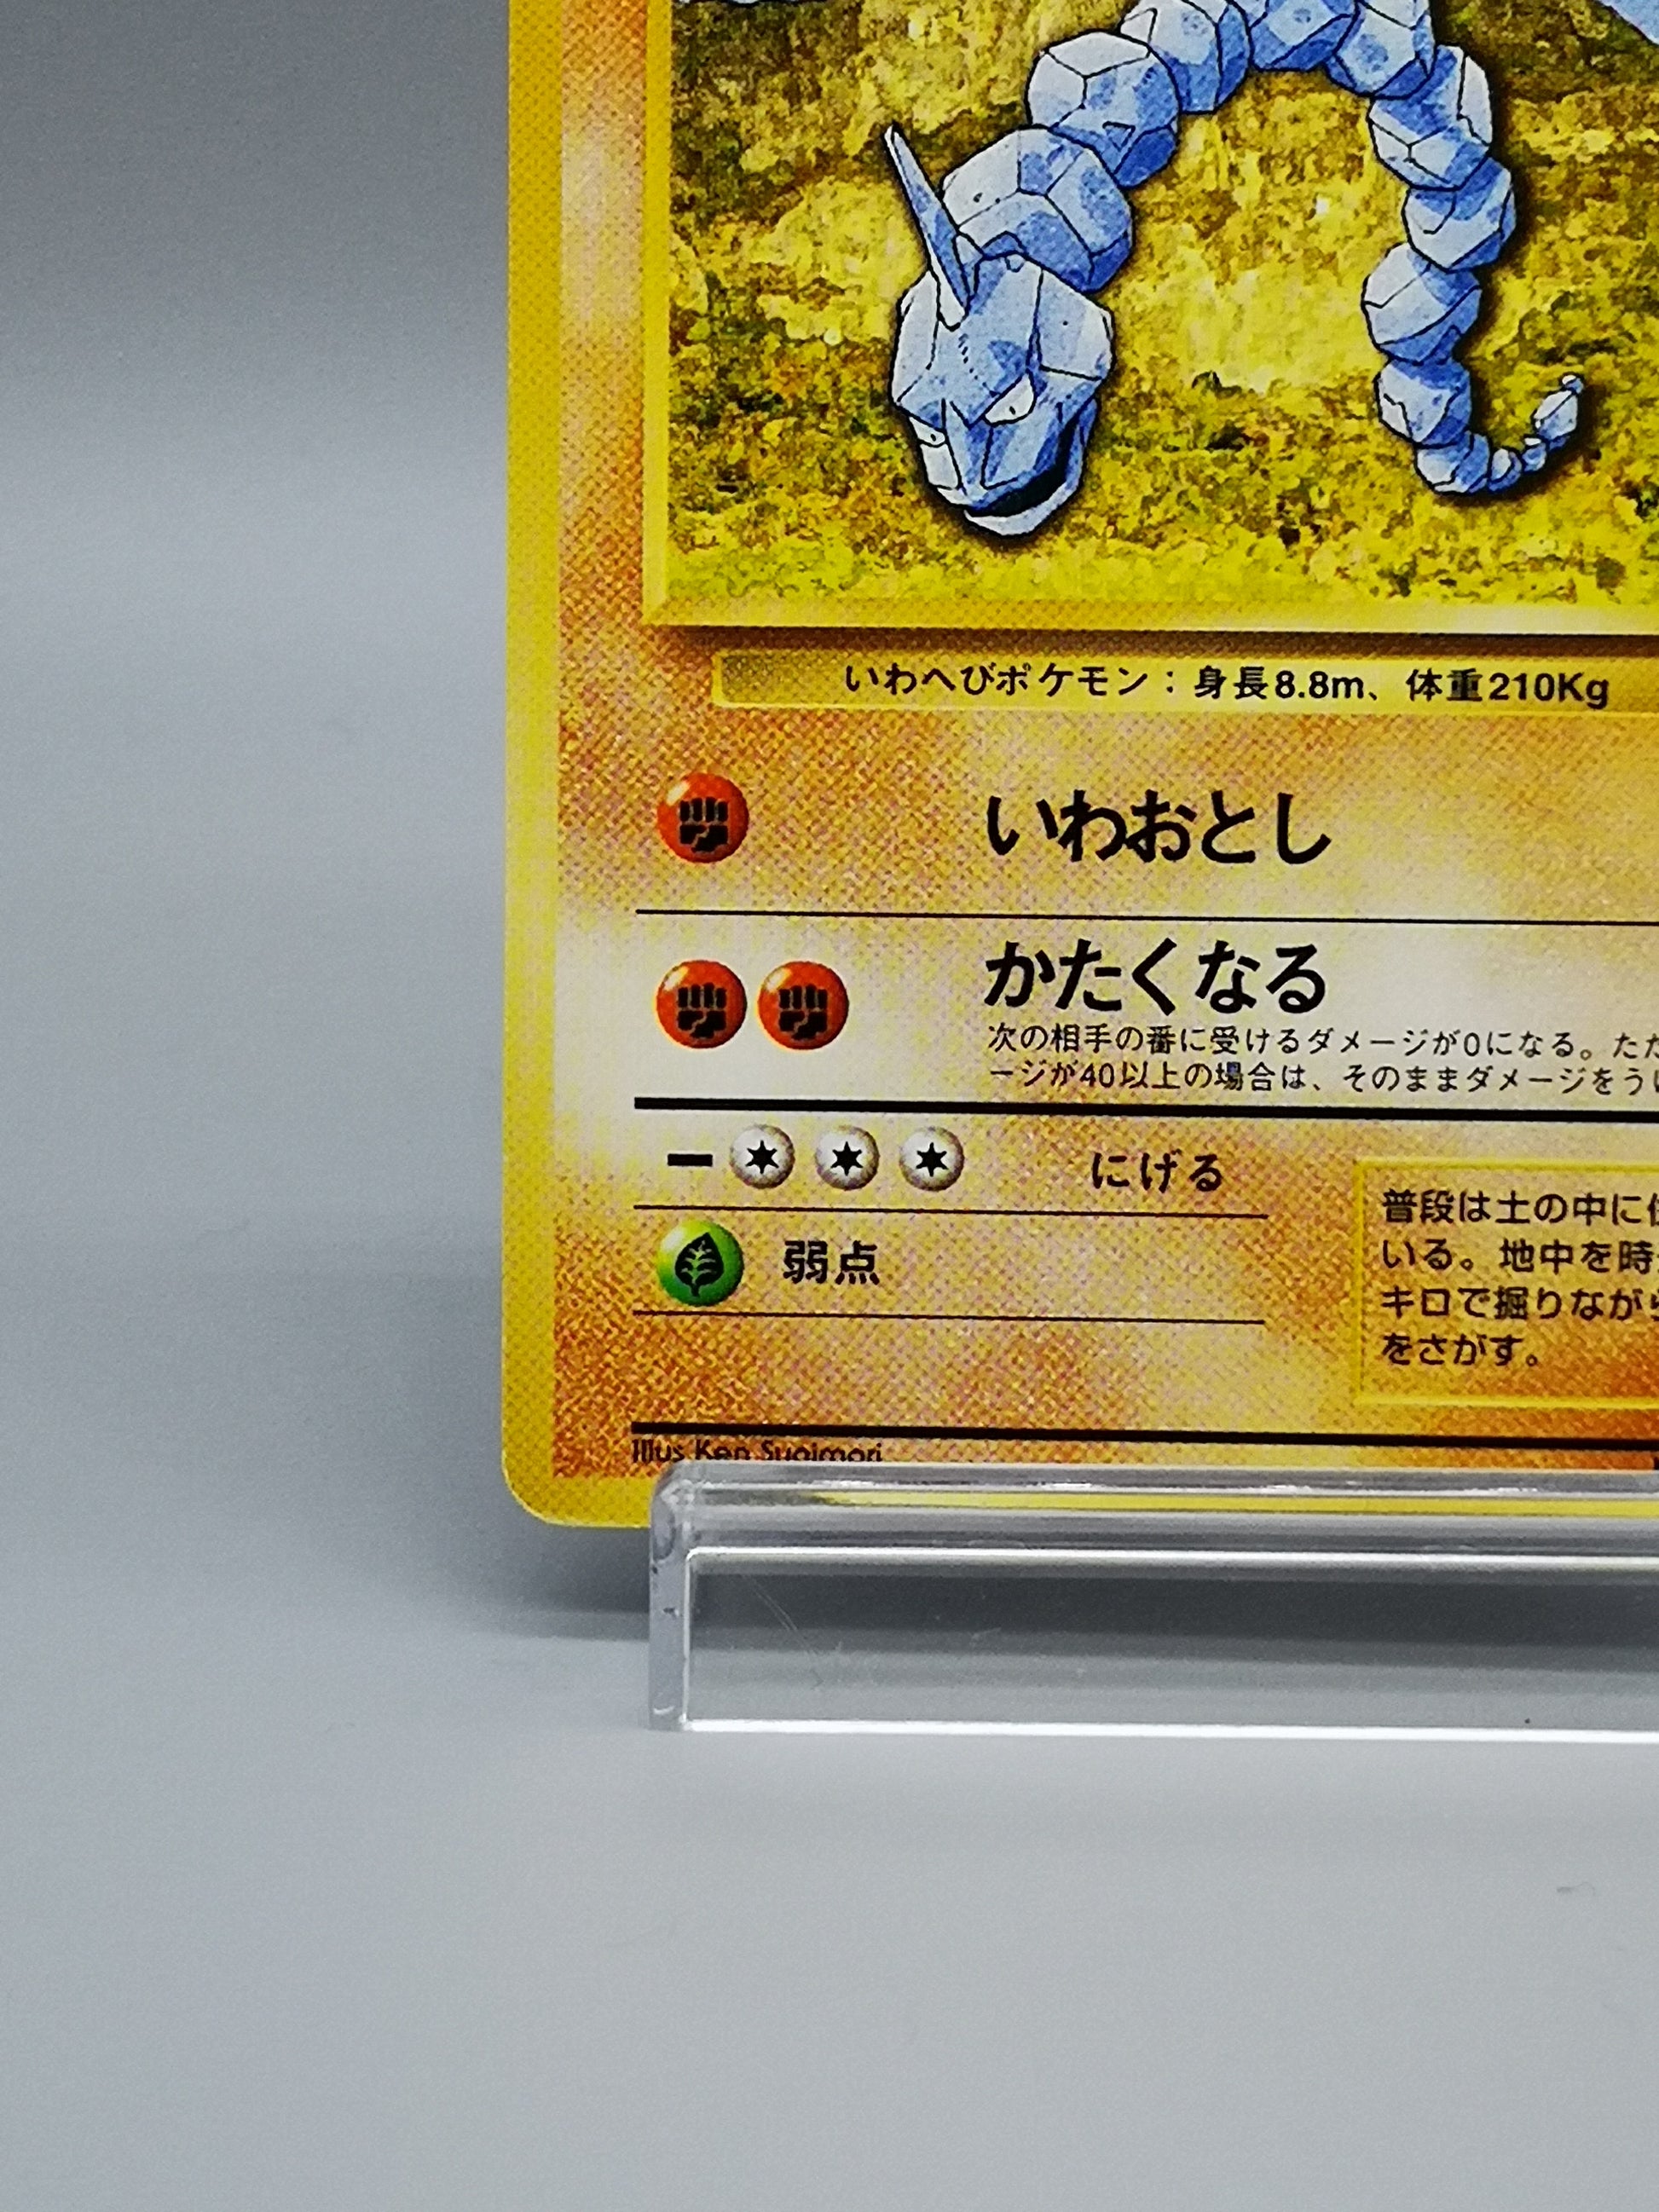 いわへびポケモン：身長8.8m、体重210Kg
いわおとし
かたくなる
次の相手の番に受けるダメージが0になる。ただ
ージが40以上の場合は、そのままダメージをう
にげる
普段は土の中に
弱点
いる。地中を時
キロで掘りながら
をさがす。
Illus Ken Sugimori